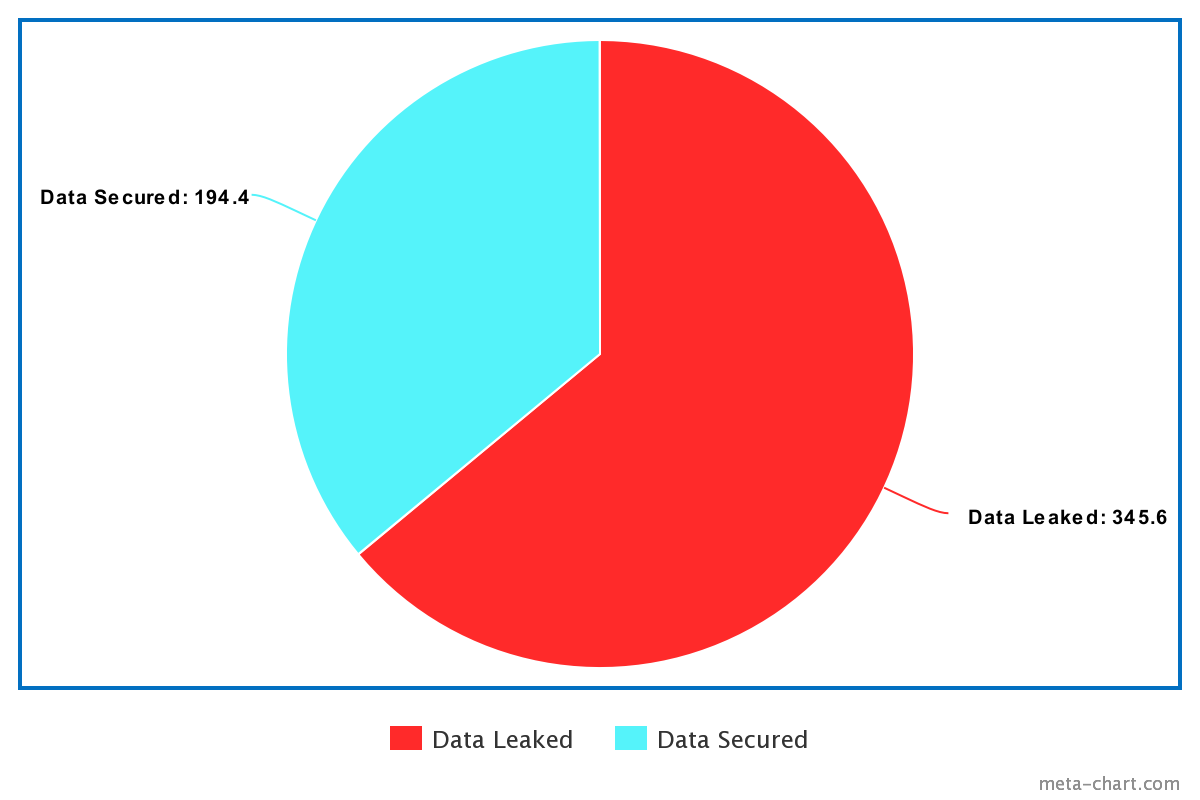 Data Secured: 194.4
Data Leaked: 345.6
Data Leaked
Data Secured
meta-chart.com